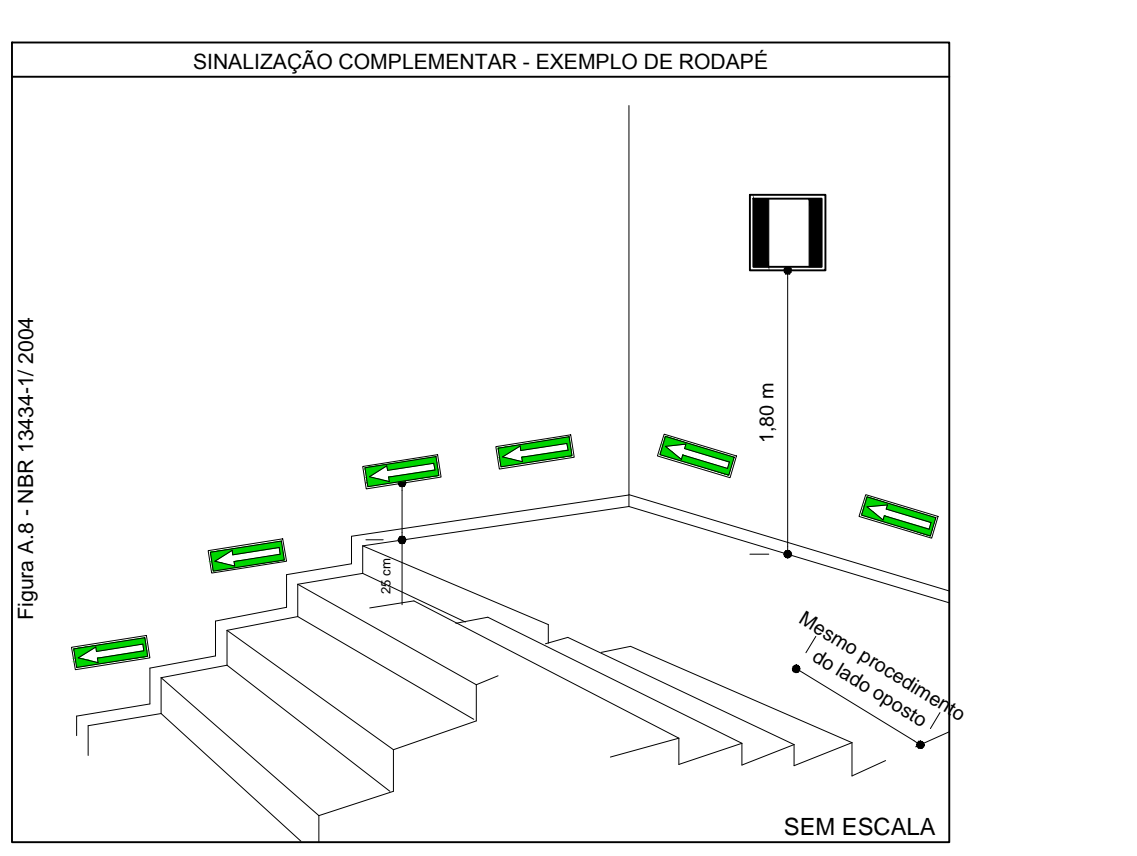 SINALIZAÇÃO COMPLEMENTAR - EXEMPLO DE RODAPÉ
Figura A.8 - NBR 13434-1/ 2004
1,80 m
25 cm
Mesmo procedimento
do lado oposto
SEM ESCALA